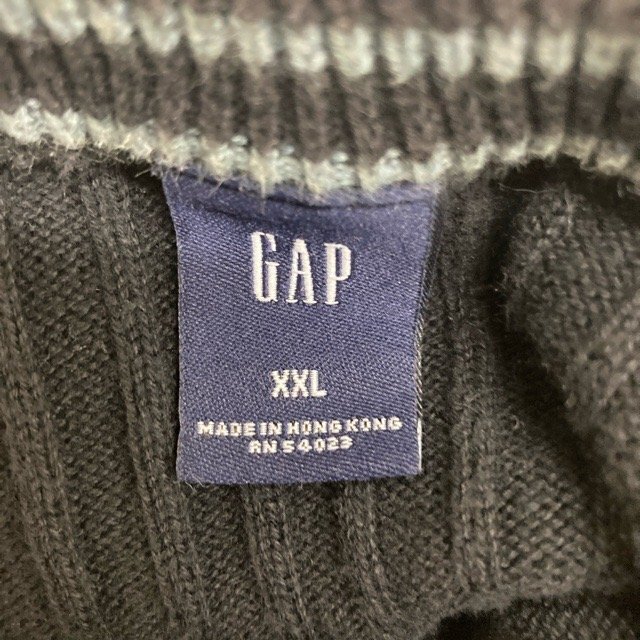 GAP
XXL
MADE IN HONG KONG
RN 54023